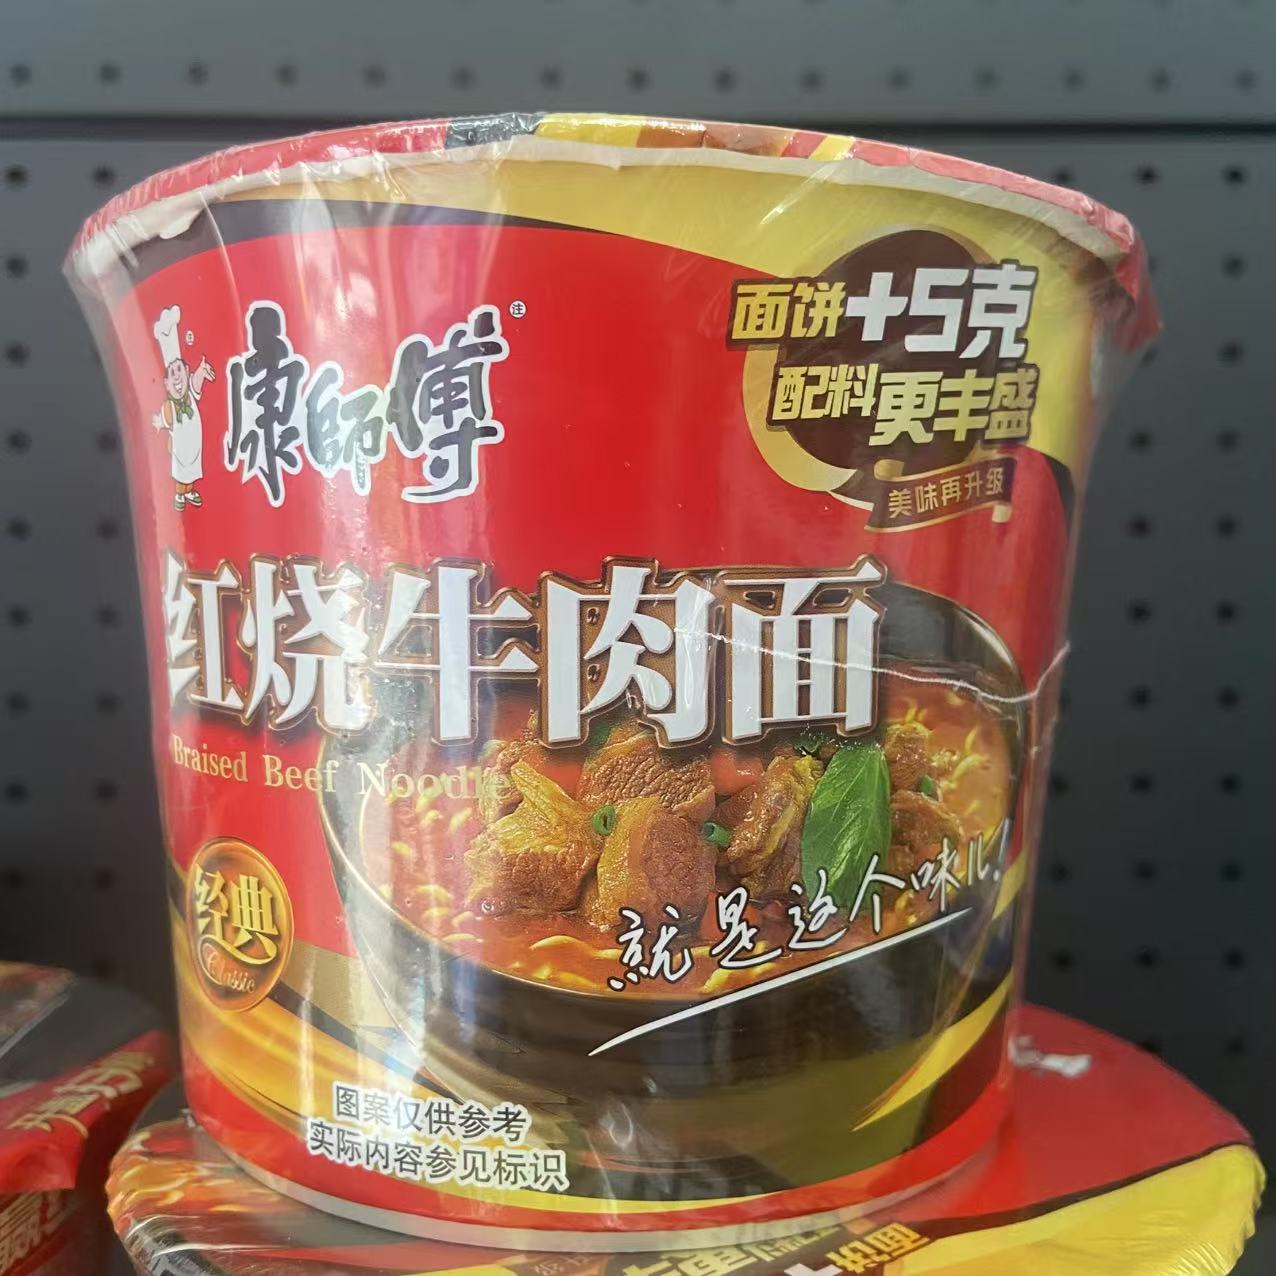 面饼+5克
配料更丰盛
美味再升级
康師傅
注
注
红烧牛肉面
Braised Beef Noodle
经典
Classic
就是这个味儿!
图案仅供参考
实际内容参见标识